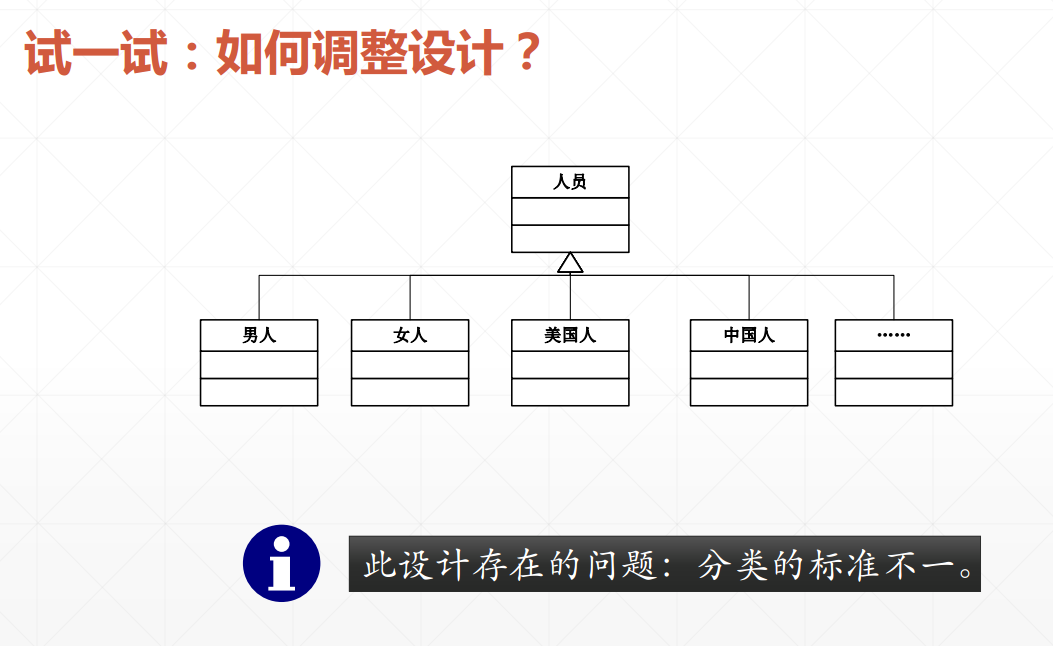 试一试：如何调整设计？
人员
男人 女人 美国人 中国人 ……
此设计存在的问题：分类的标准不一。